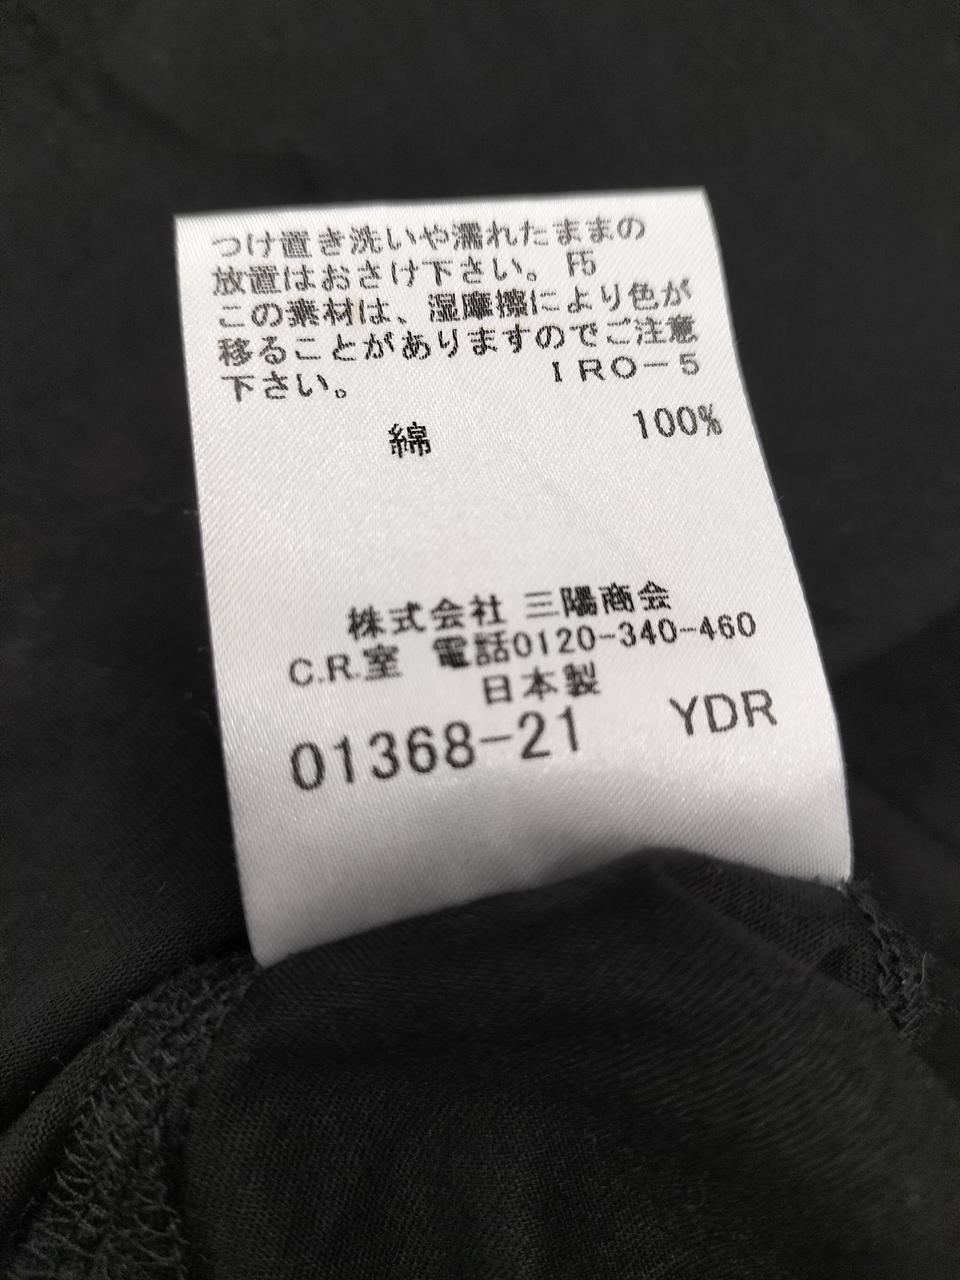 つけ置き洗いや濡れたままの
放置はおさけ下さい。 F5
この素材は、湿摩擦により色が
移ることがありますのでご注意
下さい。 IRO-5
綿 100%
株式会社 三陽商会
C.R.室 電話0120-340-460
日本製
01368-21 YDR